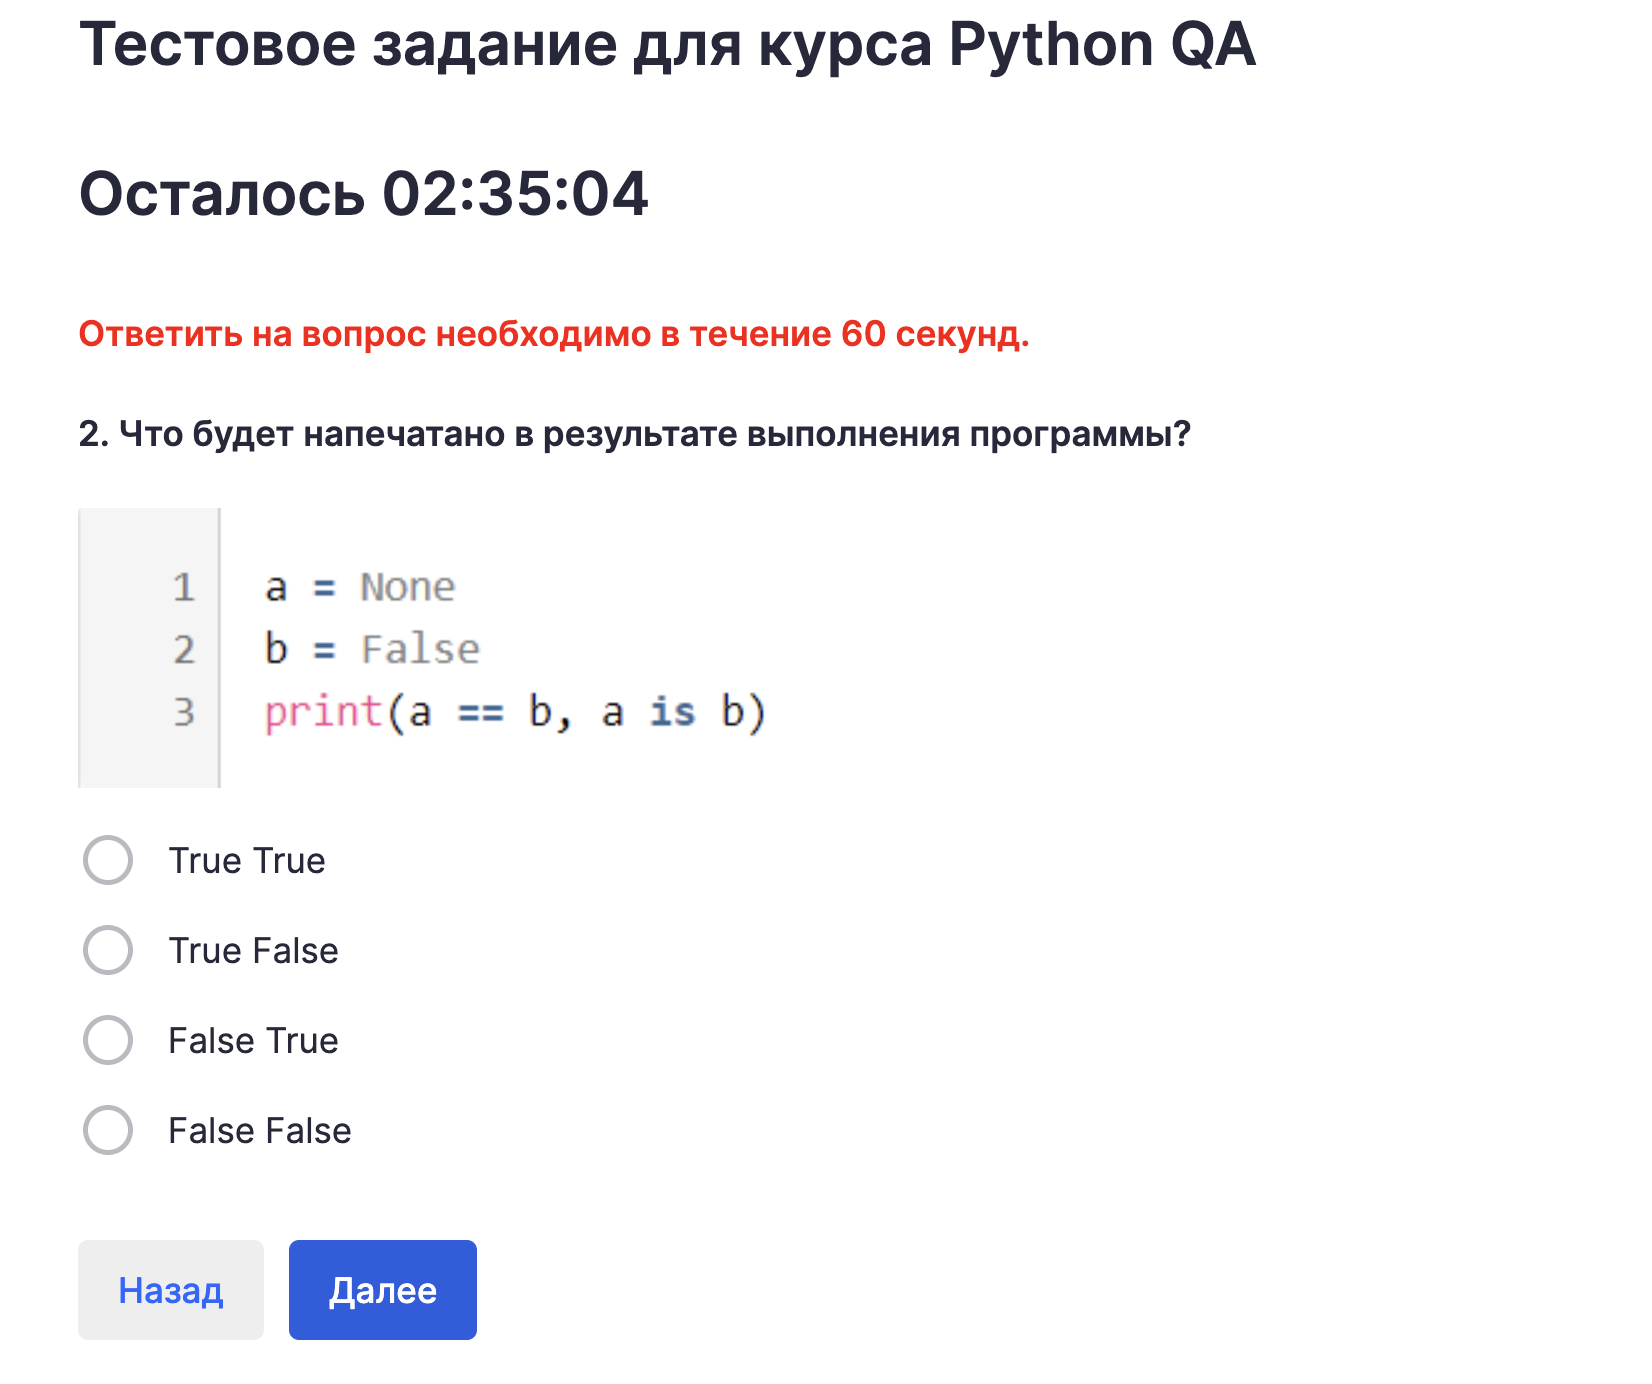 Тестовое задание для курса Python QA
Осталось 02:35:04
Ответить на вопрос необходимо в течение 60 секунд.
2. Что будет напечатано в результате выполнения программы?
1 a = None
2 b = False
3 print(a == b, a is b)
True True
True False
False True
False False
Назад Далее